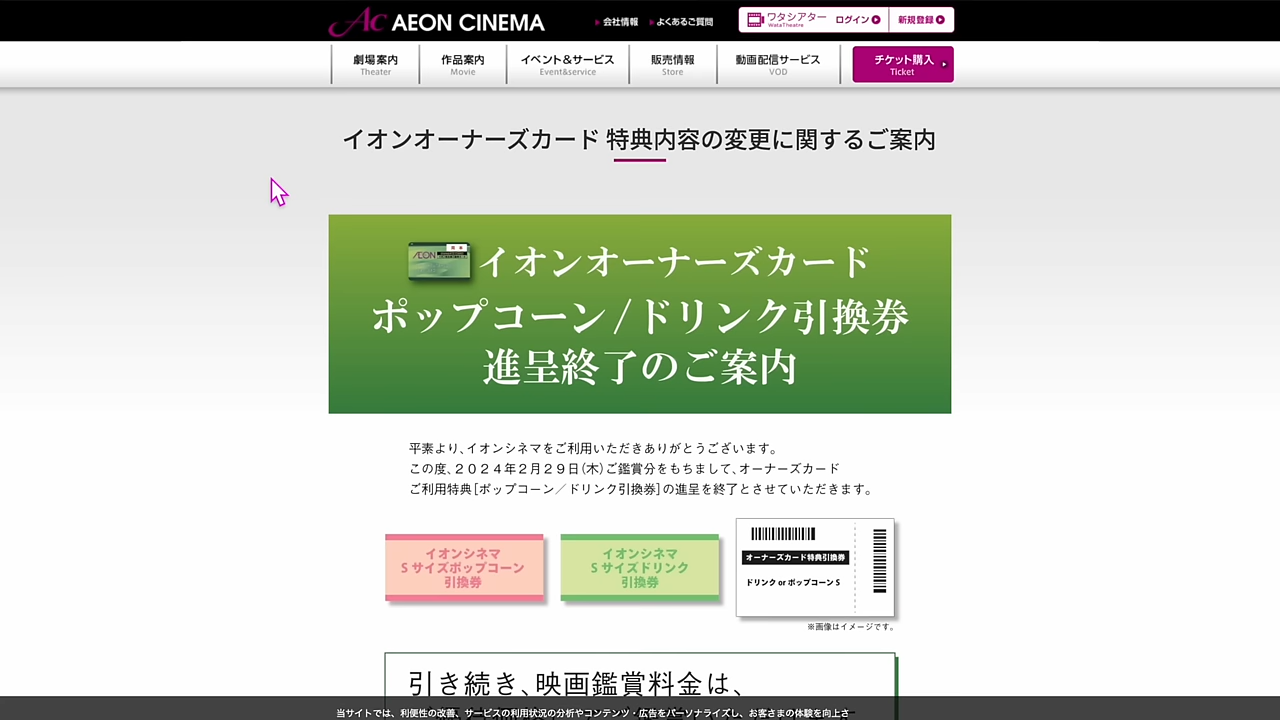 AC AEON CINEMA
会社情報
よくあるご質問
ワタシアター
WataTheatre
ログイン
新規登録
劇場案内
Theater
作品案内
Movie
イベント&サービス
Event&service
販売情報
Store
動画配信サービス
VOD
チケット購入
Ticket
イオンオーナーズカード 特典内容の変更に関するご案内
AEON
イオンオーナーズカード
ポップコーン/ドリンク引換券
進呈終了のご案内
平素より、イオンシネマをご利用いただきありがとうございます。
この度、2024年2月29日(木)ご鑑賞分をもちまして、オーナーズカード
ご利用特典[ポップコーン/ドリンク引換券]の進呈を終了とさせていただきます。
イオンシネマ
Sサイズポップコーン
引換券
イオンシネマ
Sサイズドリンク
引換券
オーナーズカード特典引換券
ドリンク or ポップコーン S
※画像はイメージです。
引き続き、映画鑑賞料金は、
当サイトでは、利便性の改善、サービスの利用状況の分析やコンテンツ・広告をパーソナライズし、お客さまの体験を向上さ